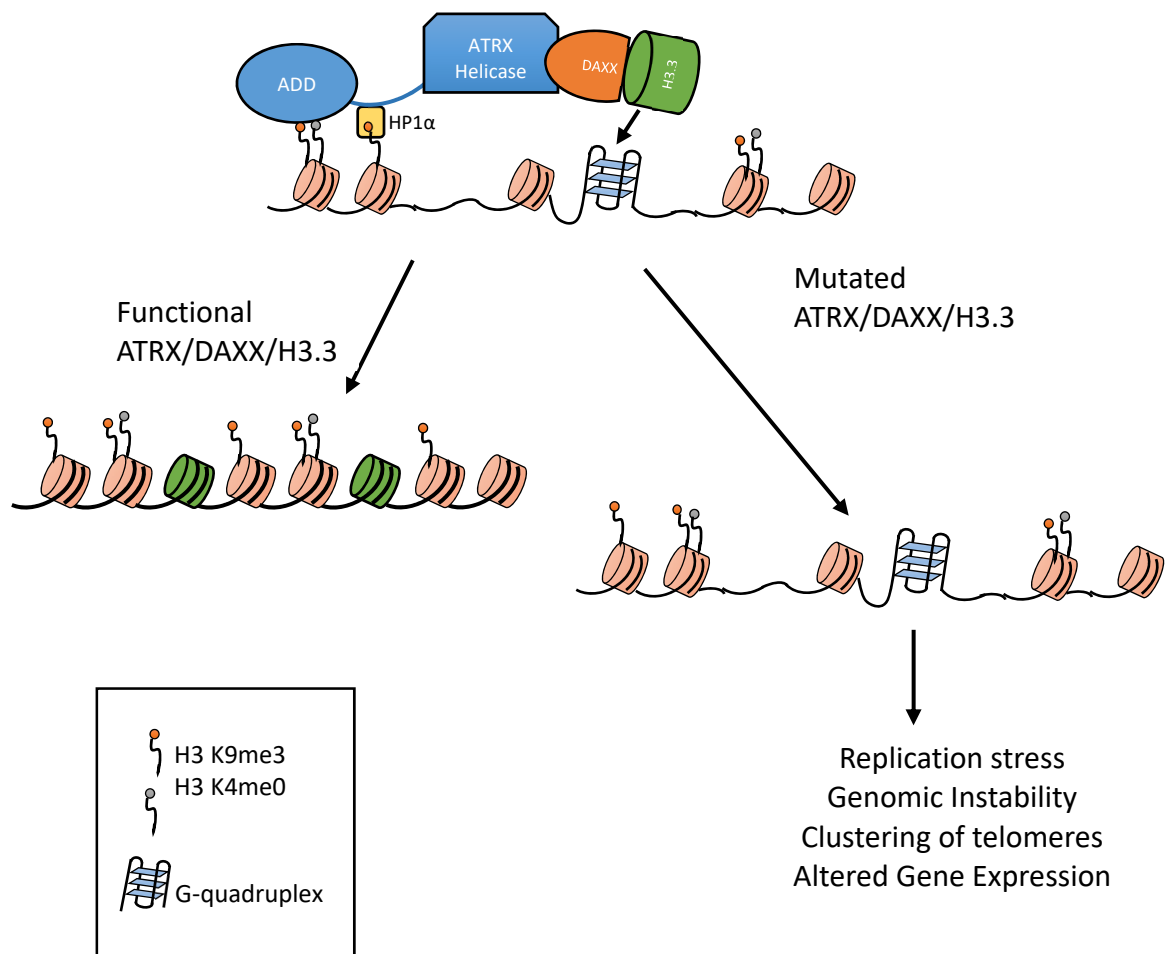 ADD
ATRX
Helicase
DAXX
H3.3
HP1α
Functional
ATRX/DAXX/H3.3
Mutated
ATRX/DAXX/H3.3
H3 K9me3
H3 K4me0
G-quadruplex
Replication stress
Genomic Instability
Clustering of telomeres
Altered Gene Expression